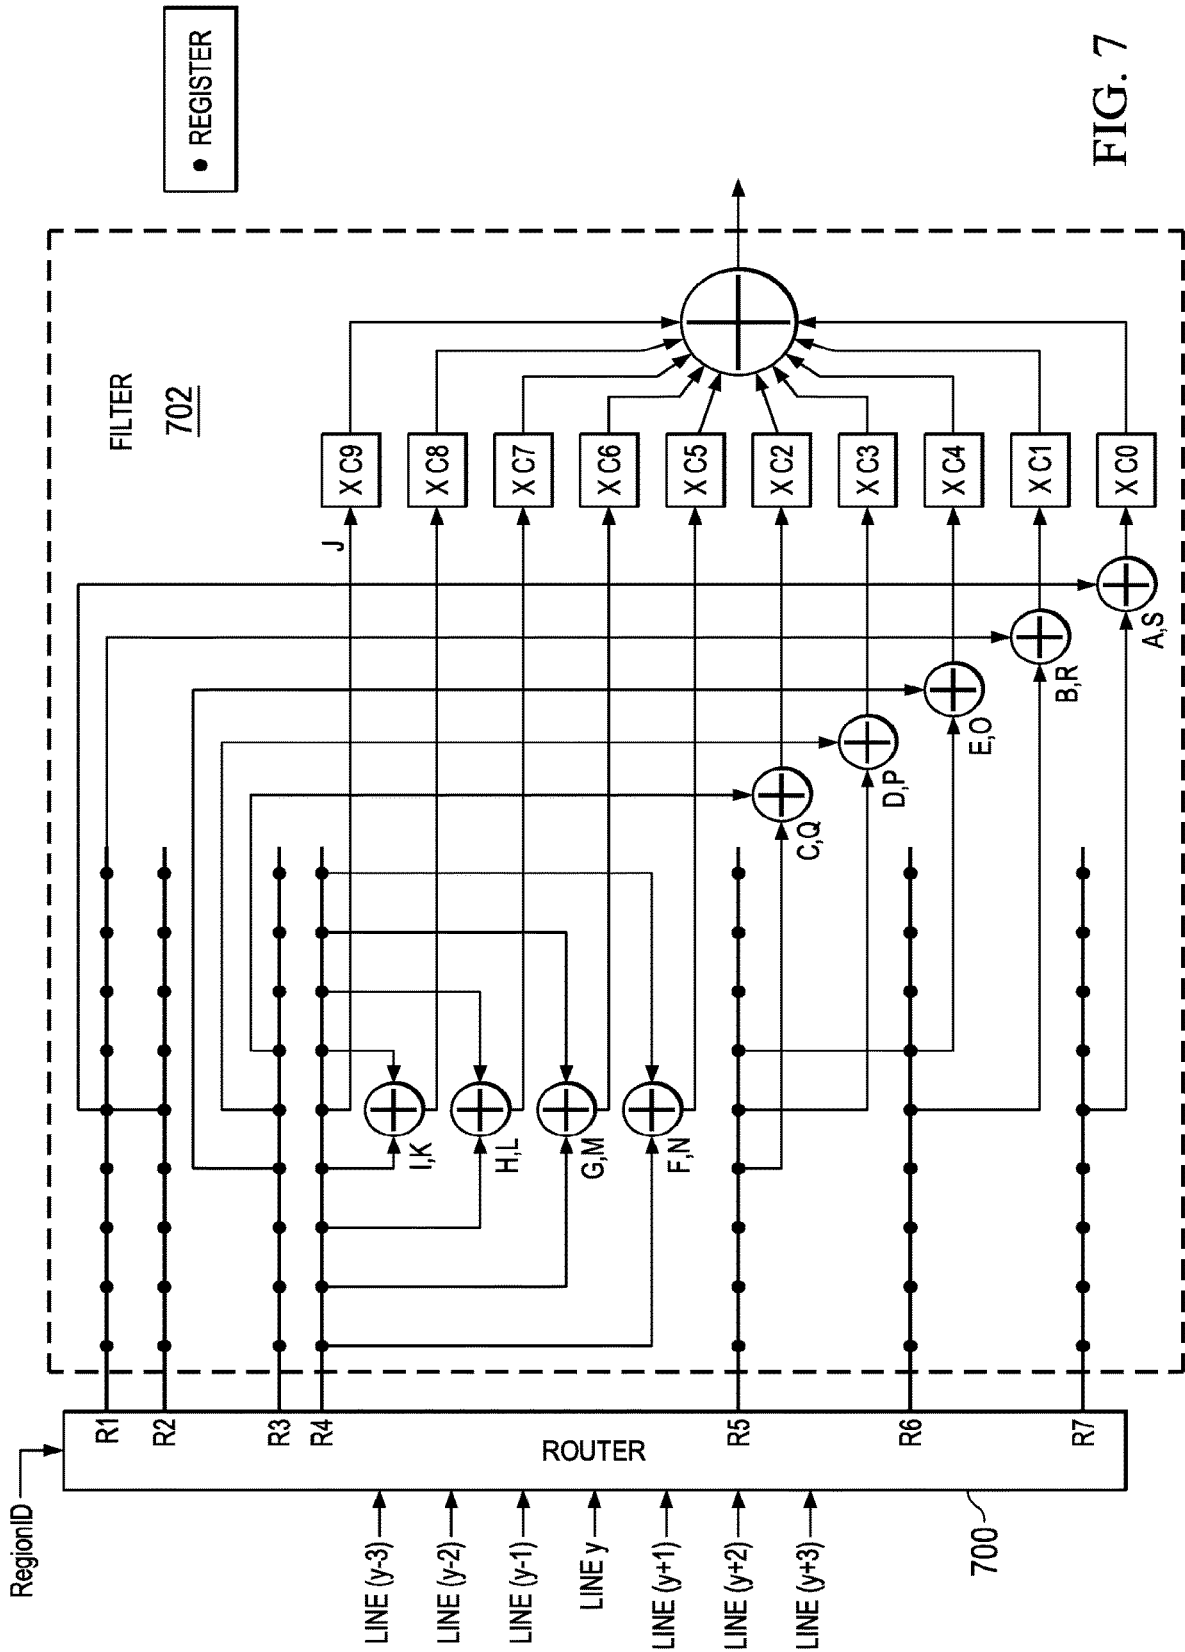 RegionID
LINE (y-3)
LINE (y-2)
LINE (y-1)
LINE y
LINE (y+1)
LINE (y+2)
LINE (y+3)
ROUTER
700
R1
R2
R3
R4
R5
R6
R7
FILTER
702
I,K
H,L
G,M
F,N
C,Q
D,P
E,O
B,R
A,S
J
X C9
X C8
X C7
X C6
X C5
X C2
X C3
X C4
X C1
X C0
● REGISTER
FIG. 7